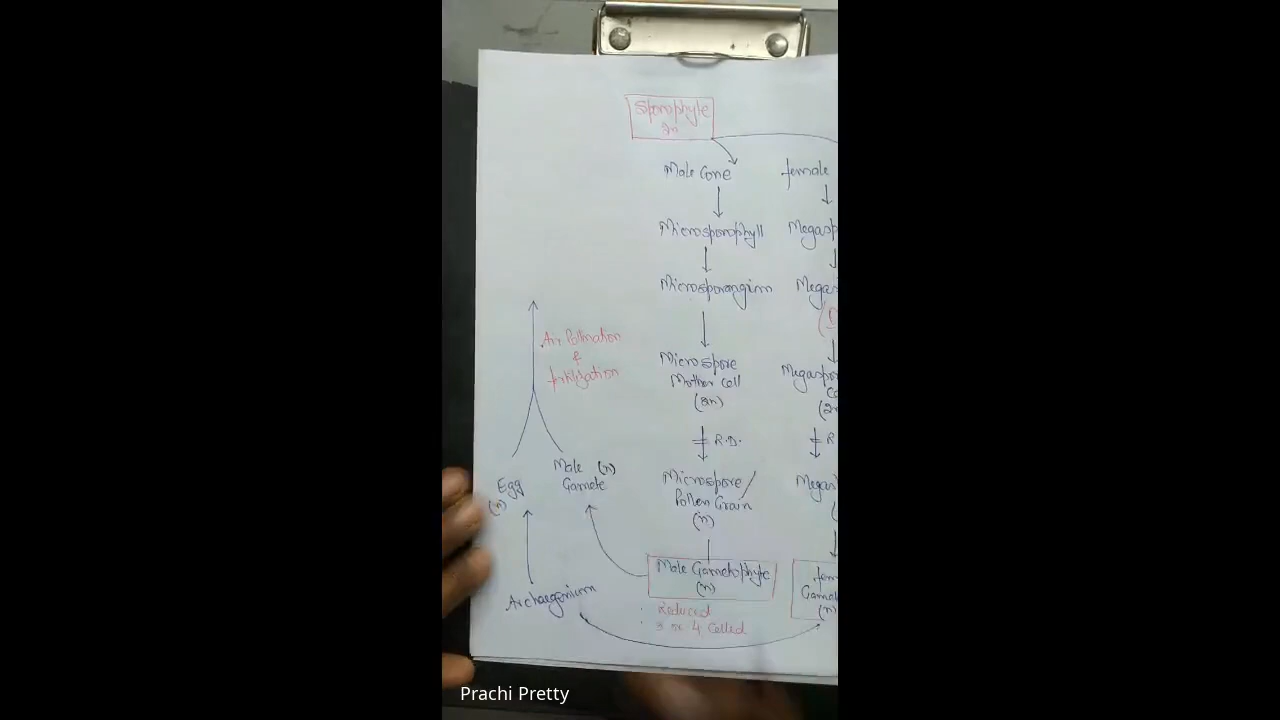 Sporophyte
2n
Male Cone
female
Microsporophyll
Microsporangium
Microspore
Mother cell
(2n)
R.D.
Microspore/
Pollen Grain
(n)
Male Gametophyte
(n)
Reduced
3 or 4 Celled
Air Pollination
&
fertilization
Male (n)
Gamete
Egg
(n)
Archaegonium
(n)
Prachi Pretty